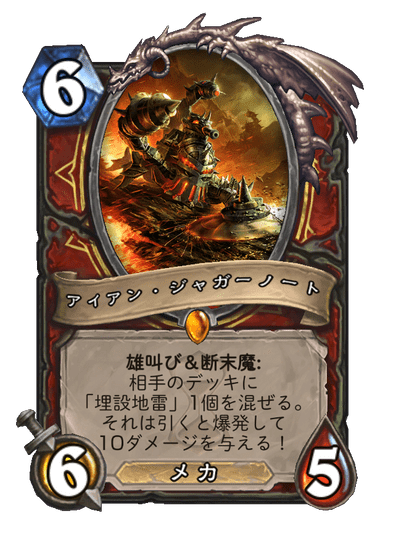 6
アイアン・ジャガーノート
雄叫び＆断末魔:
相手のデッキに
「埋設地雷」1個を混ぜる。
それは引くと爆発して
10ダメージを与える！
6
メカ
5